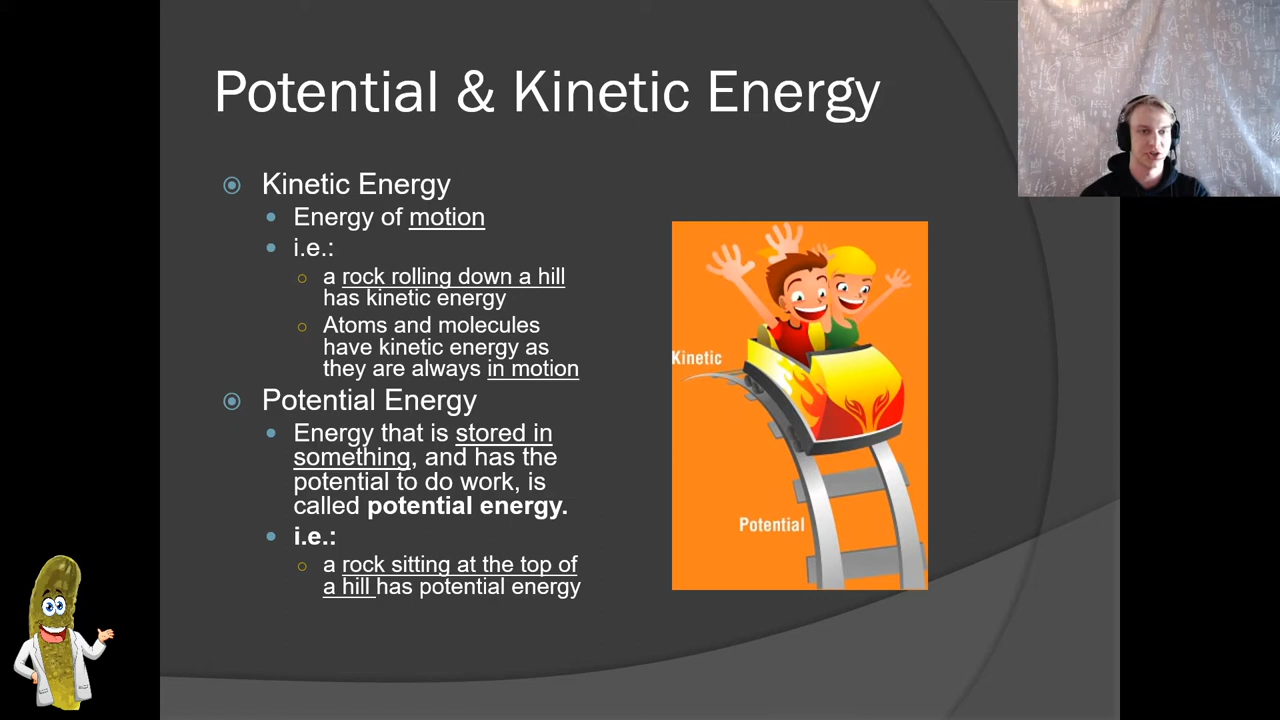 Potential & Kinetic Energy
Kinetic Energy
Energy of motion
i.e.:
a rock rolling down a hill
has kinetic energy
Atoms and molecules
have kinetic energy as
they are always in motion
Potential Energy
Energy that is stored in
something, and has the
potential to do work, is
called potential energy.
i.e.:
a rock sitting at the top of
a hill has potential energy
Kinetic
Potential